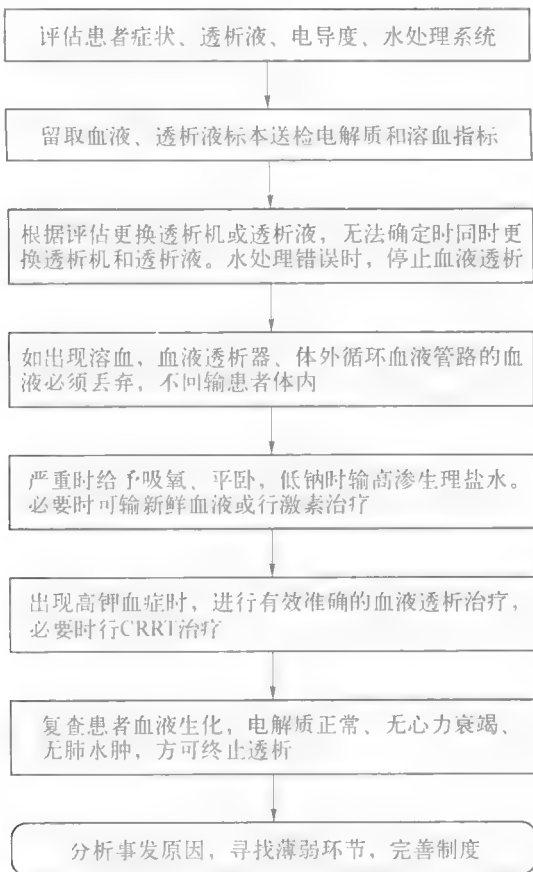 评估患者症状、透析液、电导度、水处理系统
留取血液、透析液标本送检电解质和溶血指标
根据评估更换透析机或透析液，无法确定时同时更
换透析机和透析液。水处理错误时，停止血液透析
如出现溶血，血液透析器、体外循环血液管路的血
液必须丢弃，不回输患者体内
严重时给予吸氧、平卧，低钠时输高渗生理盐水。
必要时可输新鲜血液或行激素治疗
出现高钾血症时，进行有效准确的血液透析治疗，
必要时行CRRT治疗
复查患者血液生化，电解质正常、无心力衰竭、
无肺水肿，方可终止透析
分析事发原因，寻找薄弱环节，完善制度